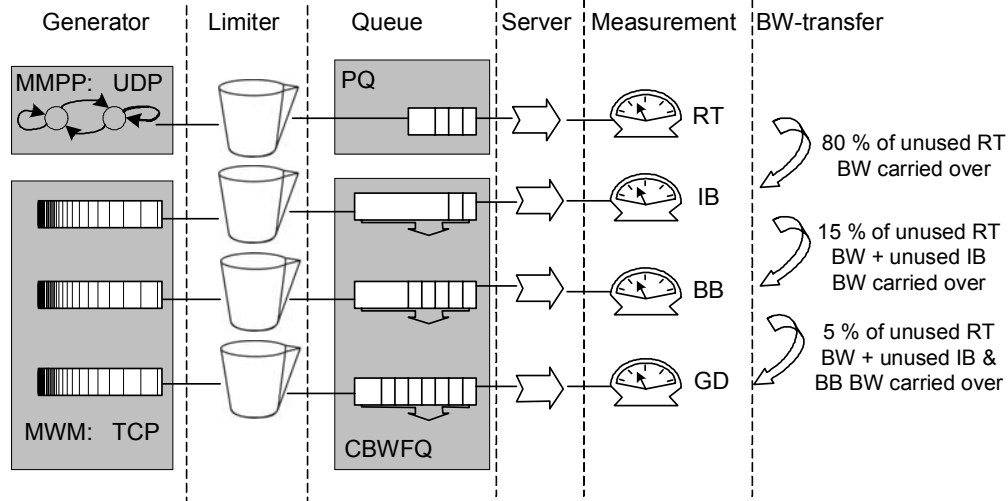 Generator
Limiter
Queue
Server
Measurement
BW-transfer
MMPP: UDP
PQ
RT
80 % of unused RT
BW carried over
IB
15 % of unused RT
BW + unused IB
BW carried over
BB
5 % of unused RT
BW + unused IB &
BB BW carried over
GD
MWM: TCP
CBWFQ